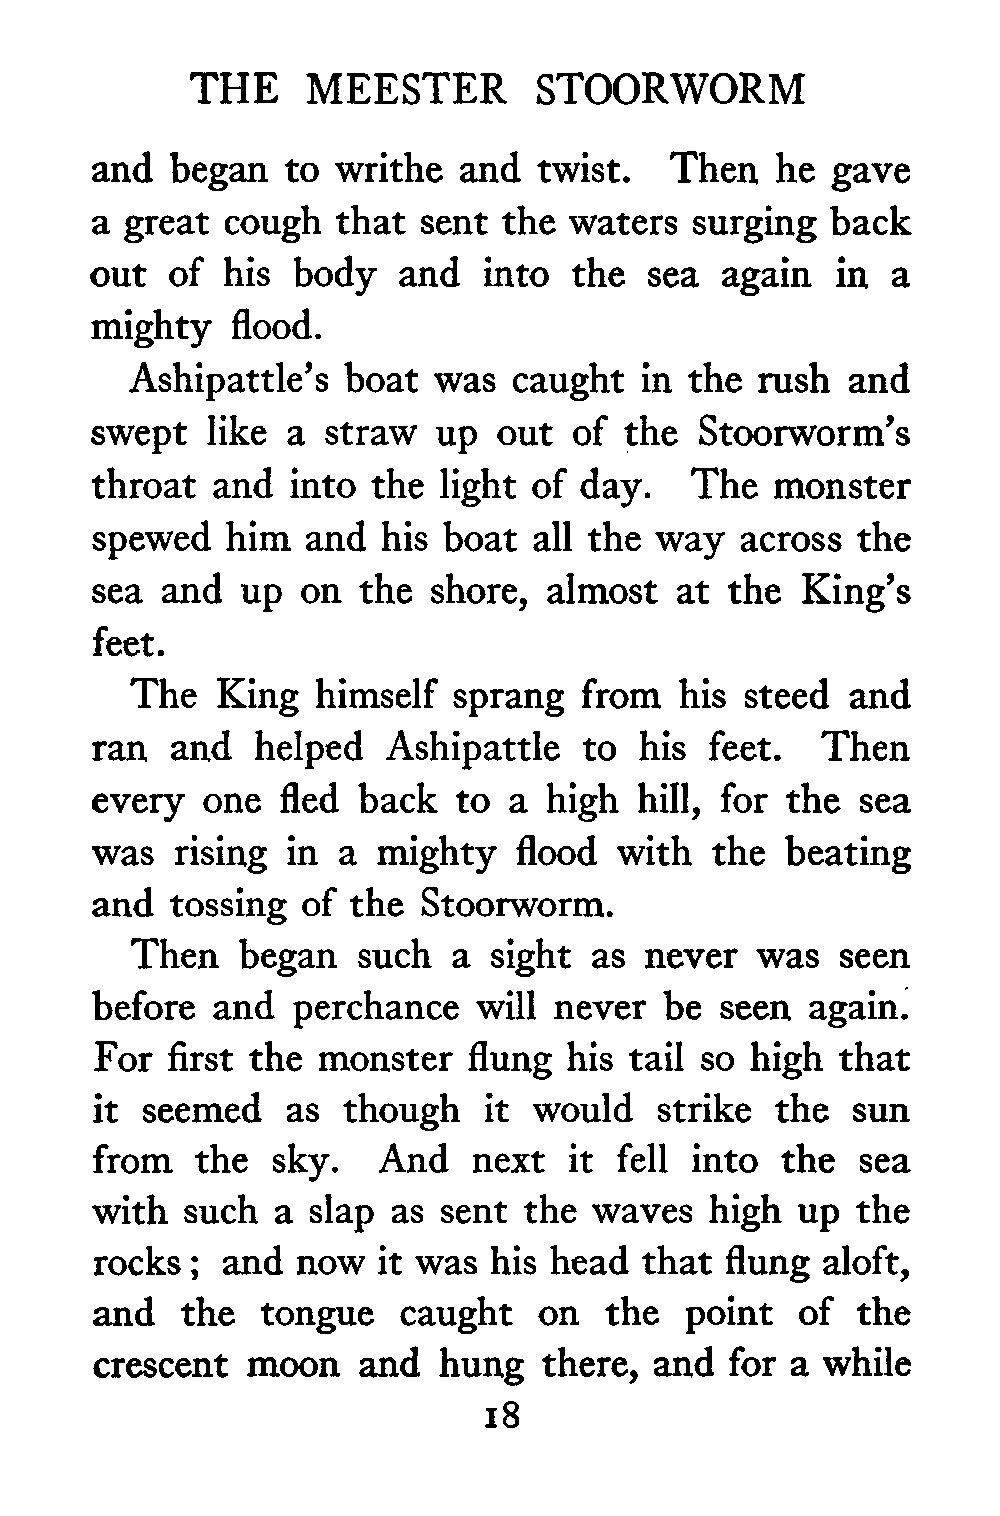 THE MEESTER STOORWORM
and began to writhe and twist. Then he gave
a great cough that sent the waters surging back
out of his body and into the sea again in a
mighty flood.
Ashipattle's boat was caught in the rush and
swept like a straw up out of the Stoorworm's
throat and into the light of day. The monster
spewed him and his boat all the way across the
sea and up on the shore, almost at the King's
feet.
The King himself sprang from his steed and
ran and helped Ashipattle to his feet. Then
every one fled back to a high hill, for the sea
was rising in a mighty flood with the beating
and tossing of the Stoorworm.
Then began such a sight as never was seen
before and perchance will never be seen again.
For first the monster flung his tail so high that
it seemed as though it would strike the sun
from the sky. And next it fell into the sea
with such a slap as sent the waves high up the
rocks; and now it was his head that flung aloft,
and the tongue caught on the point of the
crescent moon and hung there, and for a while
18